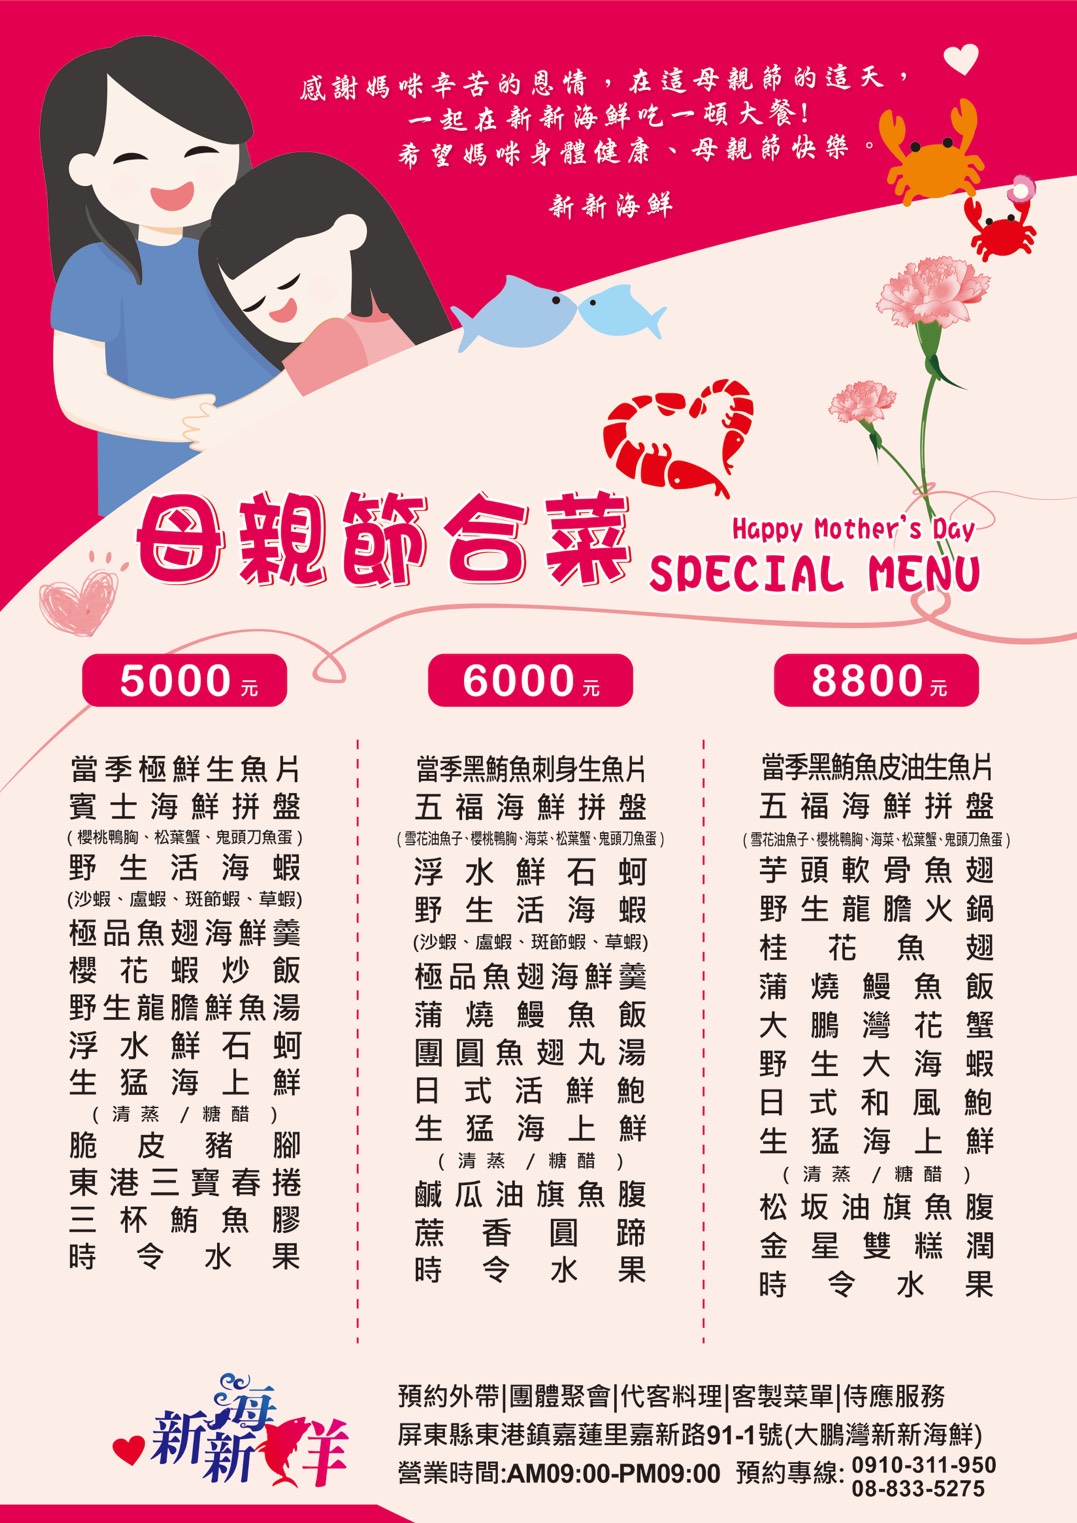 感謝媽咪辛苦的恩情，在這母親節的這天，
一起在新新海鮮吃一頓大餐!
希望媽咪身體健康、母親節快樂。
新新海鮮
母親節合菜
Happy Mother's Day
SPECIAL MENU
5000元
當季極鮮生魚片
賓士海鮮拼盤
(櫻桃鴨胸、松葉蟹、鬼頭刀魚蛋)
野生活海蝦
(沙蝦、盧蝦、斑節蝦、草蝦)
極品魚翅海鮮羹
櫻花蝦炒飯
野生龍膽鮮魚湯
浮水鮮石蚵
生猛海上鮮
(清蒸/糖醋)
脆皮豬腳
東港三寶春捲
三杯鮪魚膠
時令水果
6000元
當季黑鮪魚刺身生魚片
五福海鮮拼盤
(雪花油魚子、櫻桃鴨胸、海菜、松葉蟹、鬼頭刀魚蛋)
浮水鮮石蚵
野生活海蝦
(沙蝦、盧蝦、斑節蝦、草蝦)
極品魚翅海鮮羹
蒲燒鰻魚飯
團圓魚翅丸湯
日式活鮮鮑
生猛海上鮮
(清蒸/糖醋)
鹹瓜油旗魚腹
蔗香圓蹄
時令水果
8800元
當季黑鮪魚皮油生魚片
五福海鮮拼盤
(雪花油魚子、櫻桃鴨胸、海菜、松葉蟹、鬼頭刀魚蛋)
芋頭軟骨魚翅
野生龍膽火鍋
桂花魚翅
蒲燒鰻魚飯
大鵬灣花蟹
野生大海蝦
日式和風鮑
生猛海上鮮
(清蒸/糖醋)
松坂油旗魚腹
金星雙糕潤
時令水果
新新海鮮
預約外帶|團體聚會|代客料理|客製菜單|侍應服務
屏東縣東港鎮嘉蓮里嘉新路91-1號(大鵬灣新新海鮮)
營業時間:AM09:00-PM09:00 預約專線: 0910-311-950
08-833-5275